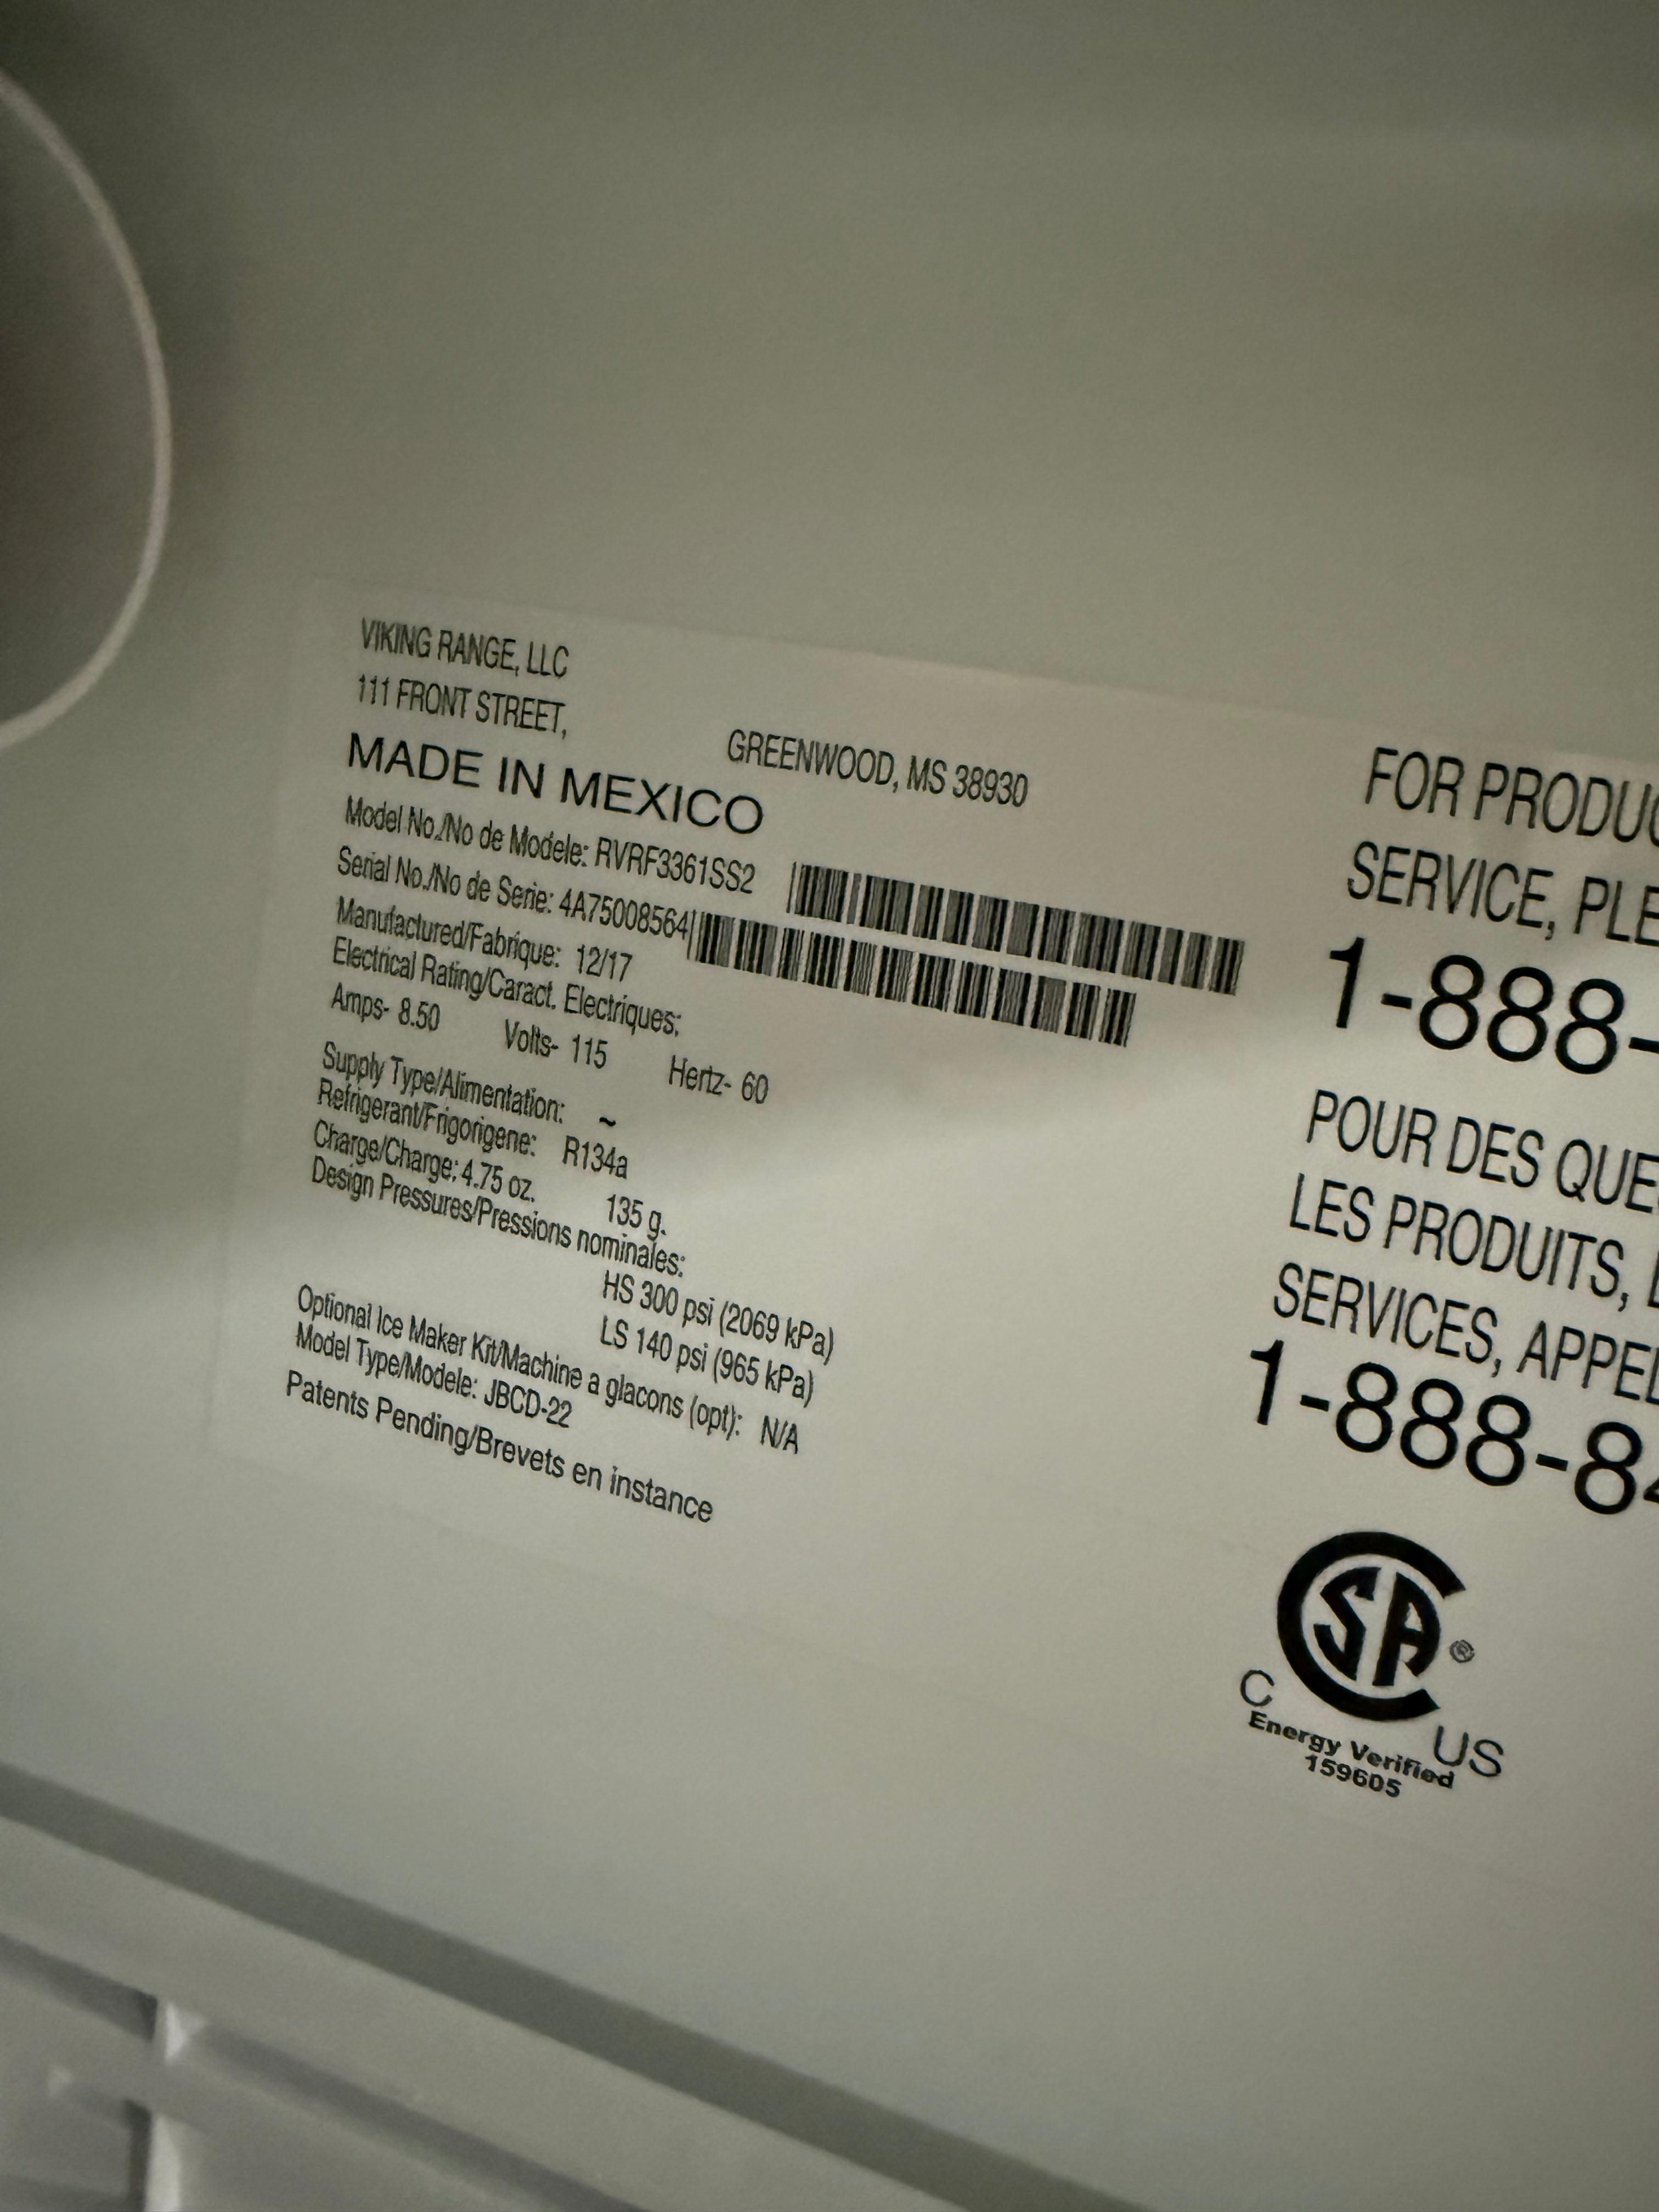 VIKING RANGE, LLC
111 FRONT STREET, GREENWOOD, MS 38930
MADE IN MEXICO
Model No./No de Modele: RVRF3361SS2
Serial No./No de Serie: 4A75008564
Manufactured/Fabrique: 12/17
Electrical Rating/Caract. Electriques:
Amps- 8.50 Volts- 115 Hertz- 60
Supply Type/Alimentation: ~
Refrigerant/Frigorigene: R134a
Charge/Charge: 4.75 oz. 135 g.
Design Pressures/Pressions nominales:
HS 300 psi (2069 kPa)
LS 140 psi (965 kPa)
Optional Ice Maker Kit/Machine a glacons (opt): N/A
Model Type/Modele: JBCD-22
Patents Pending/Brevets en instance
FOR PRODUC
SERVICE, PLE
1-888-
POUR DES QUE
LES PRODUITS,
SERVICES, APPEL
1-888-84
CSA ®
C US
Energy Verified
159605